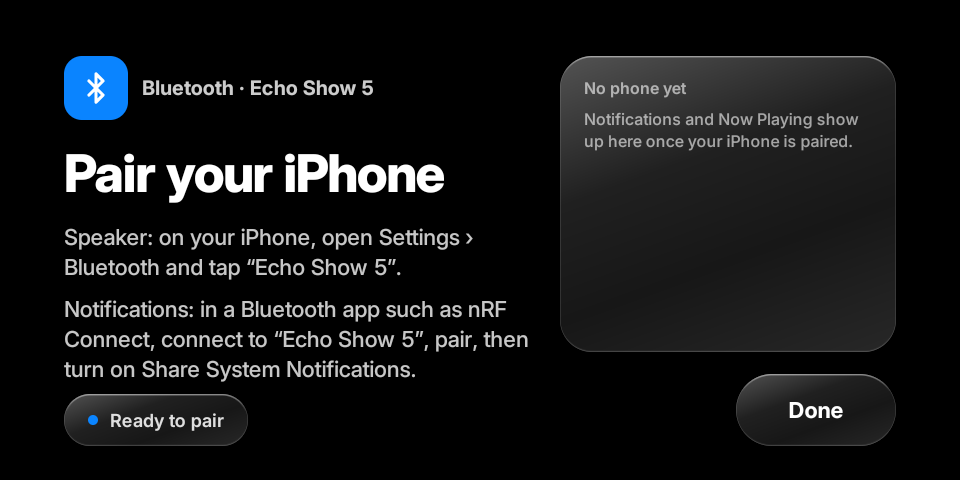 Bluetooth · Echo Show 5
Pair your iPhone
Speaker: on your iPhone, open Settings ›
Bluetooth and tap “Echo Show 5”.
Notifications: in a Bluetooth app such as nRF
Connect, connect to “Echo Show 5”, pair, then
turn on Share System Notifications.
Ready to pair
No phone yet
Notifications and Now Playing show
up here once your iPhone is paired.
Done